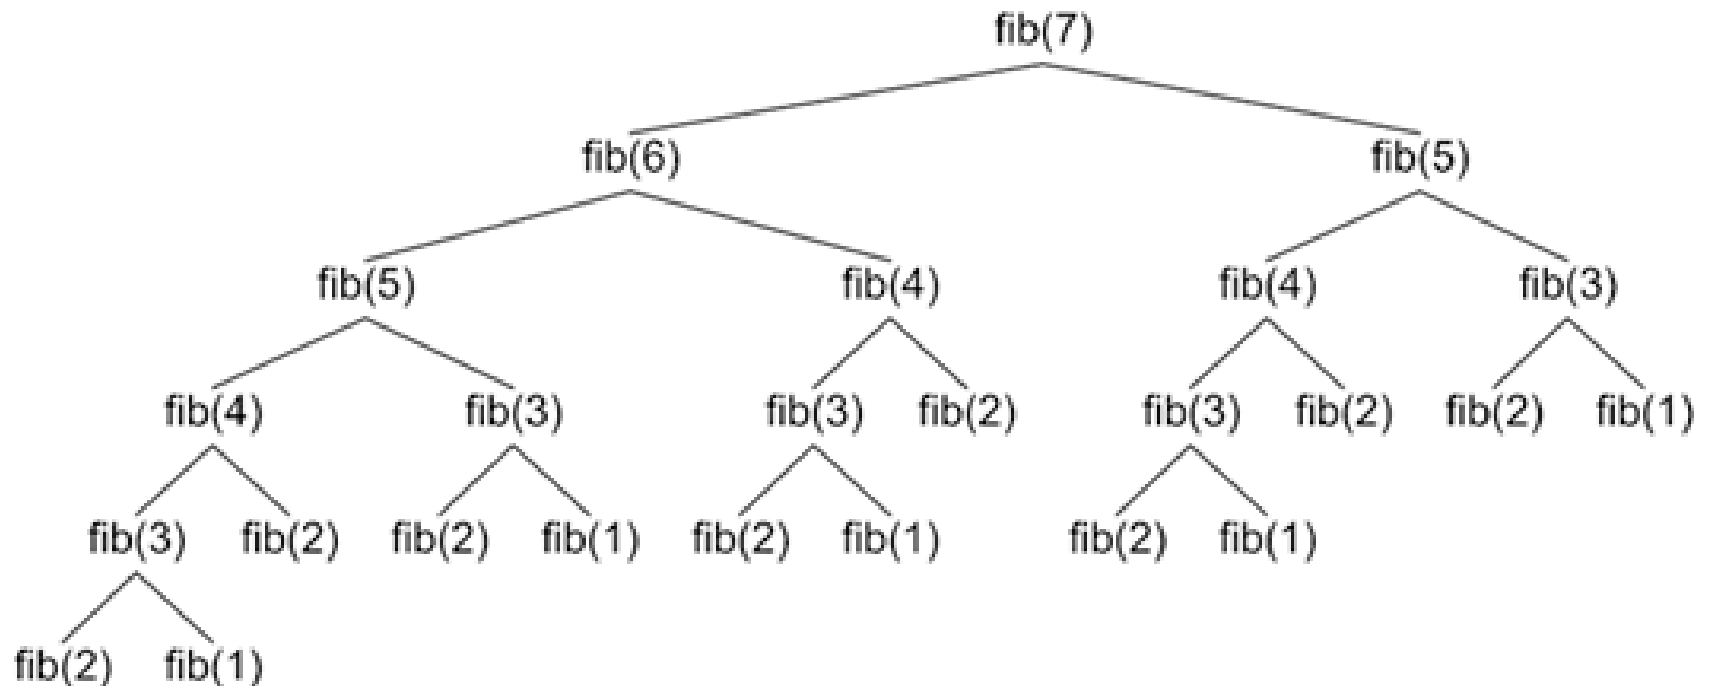 fib(7)
fib(6) fib(5)
fib(5) fib(4) fib(4) fib(3)
fib(4) fib(3) fib(3) fib(2) fib(3) fib(2) fib(2) fib(1)
fib(3) fib(2) fib(2) fib(1) fib(2) fib(1) fib(2) fib(1)
fib(2) fib(1)